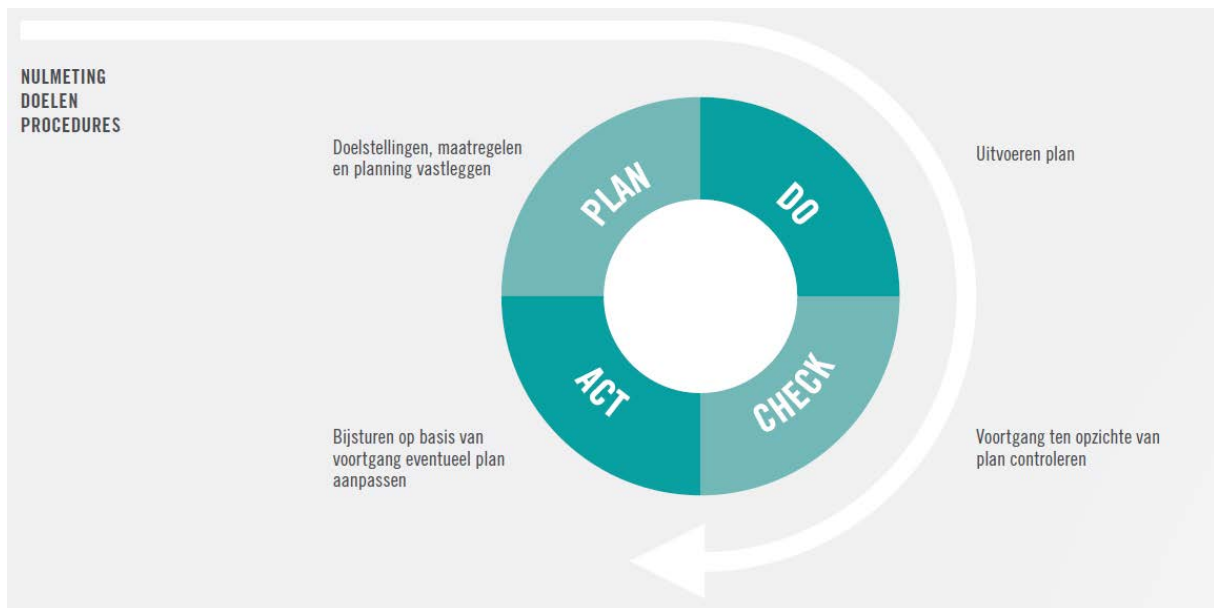 NULMETING
DOELEN
PROCEDURES
Doelstellingen, maatregelen
en planning vastleggen
PLAN
DO
Uitvoeren plan
ACT
CHECK
Bijsturen op basis van
voortgang eventueel plan
aanpassen
Voortgang ten opzichte van
plan controleren